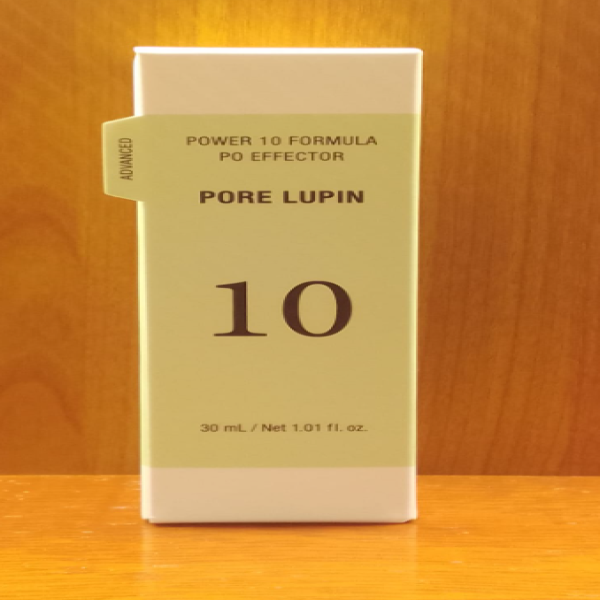 ADVANCED
POWER 10 FORMULA
PO EFFECTOR
PORE LUPIN
10
30 mL / Net 1.01 fl. oz.